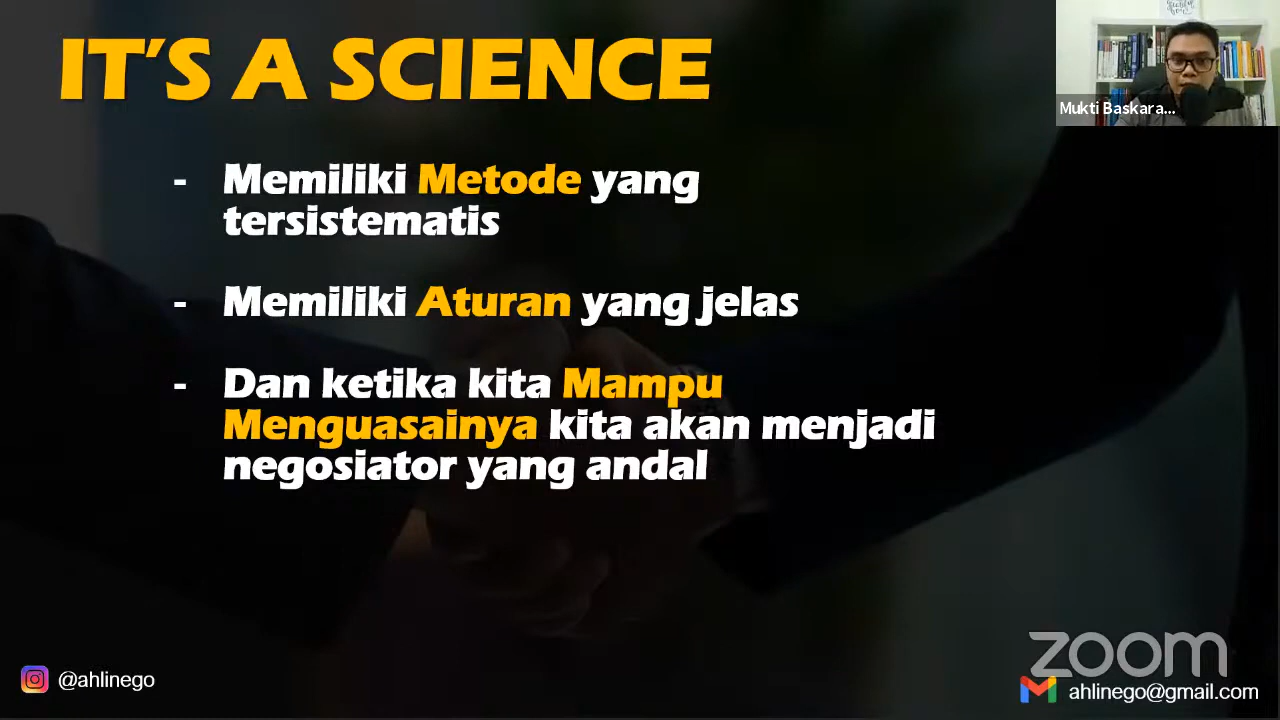 IT'S A SCIENCE
Mukti Baskara...
- Memiliki Metode yang
tersistematis
- Memiliki Aturan yang jelas
- Dan ketika kita Mampu
Menguasainya kita akan menjadi
negosiator yang andal
zoom
@ahlinego
ahlinego@gmail.com